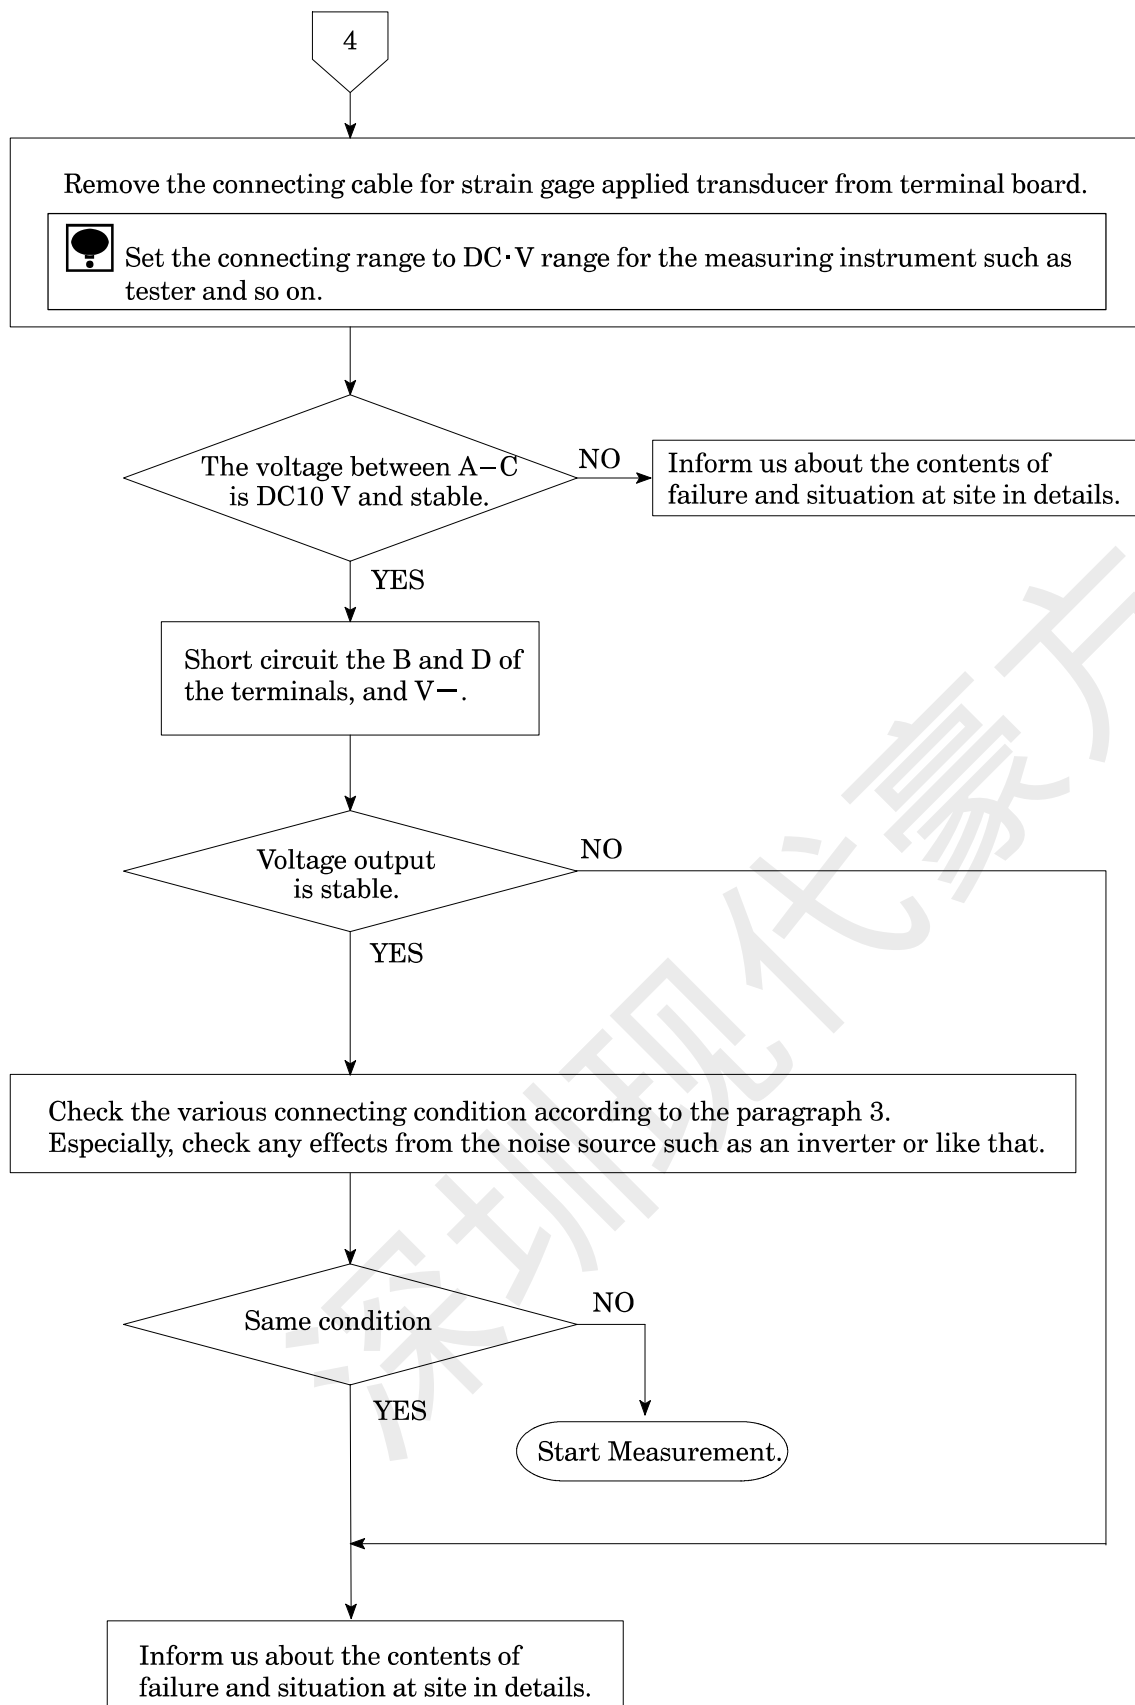 4
Remove the connecting cable for strain gage applied transducer from terminal board.
Set the connecting range to DC·V range for the measuring instrument such as
tester and so on.
The voltage between A–C
is DC10 V and stable.
NO
Inform us about the contents of
failure and situation at site in details.
YES
Short circuit the B and D of
the terminals, and V–.
Voltage output
is stable.
NO
YES
Check the various connecting condition according to the paragraph 3.
Especially, check any effects from the noise source such as an inverter or like that.
Same condition
NO
YES
Start Measurement.
Inform us about the contents of
failure and situation at site in details.
深圳现代豪